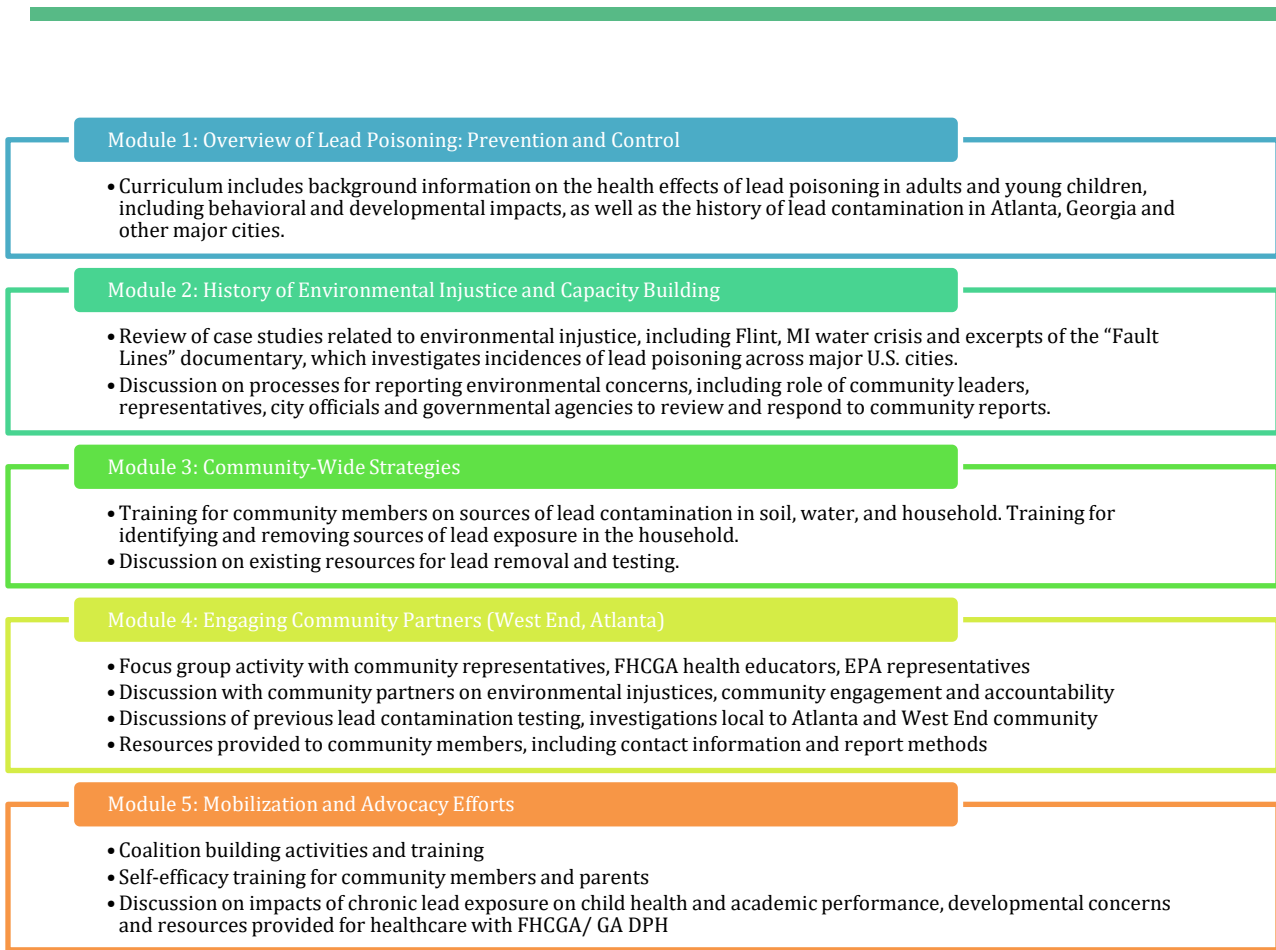 Module 1: Overview of Lead Poisoning: Prevention and Control
• Curriculum includes background information on the health effects of lead poisoning in adults and young children,
including behavioral and developmental impacts, as well as the history of lead contamination in Atlanta, Georgia and
other major cities.
Module 2: History of Environmental Injustice and Capacity Building
• Review of case studies related to environmental injustice, including Flint, MI water crisis and excerpts of the “Fault
Lines” documentary, which investigates incidences of lead poisoning across major U.S. cities.
• Discussion on processes for reporting environmental concerns, including role of community leaders,
representatives, city officials and governmental agencies to review and respond to community reports.
Module 3: Community-Wide Strategies
• Training for community members on sources of lead contamination in soil, water, and household. Training for
identifying and removing sources of lead exposure in the household.
• Discussion on existing resources for lead removal and testing.
Module 4: Engaging Community Partners (West End, Atlanta)
• Focus group activity with community representatives, FHCGA health educators, EPA representatives
• Discussion with community partners on environmental injustices, community engagement and accountability
• Discussions of previous lead contamination testing, investigations local to Atlanta and West End community
• Resources provided to community members, including contact information and report methods
Module 5: Mobilization and Advocacy Efforts
• Coalition building activities and training
• Self-efficacy training for community members and parents
• Discussion on impacts of chronic lead exposure on child health and academic performance, developmental concerns
and resources provided for healthcare with FHCGA/ GA DPH